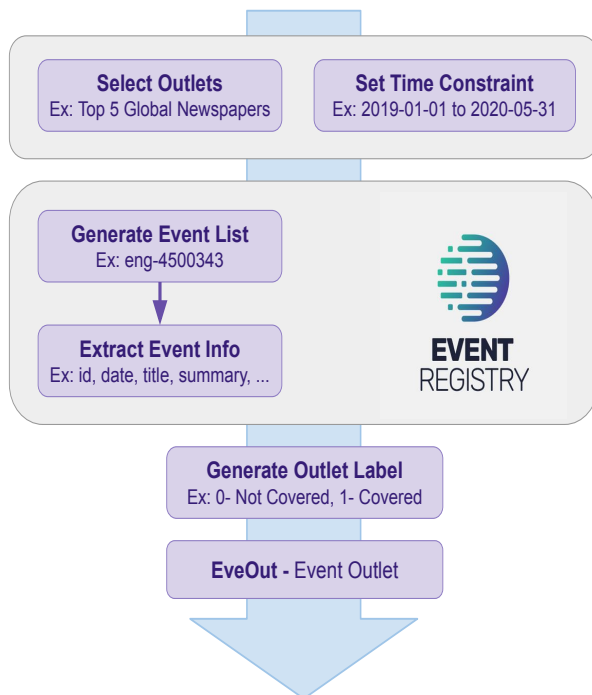 Select Outlets
Ex: Top 5 Global Newspapers
Set Time Constraint
Ex: 2019-01-01 to 2020-05-31
Generate Event List
Ex: eng-4500343
Extract Event Info
Ex: id, date, title, summary, ...
EVENT
REGISTRY
Generate Outlet Label
Ex: 0- Not Covered, 1- Covered
EveOut - Event Outlet